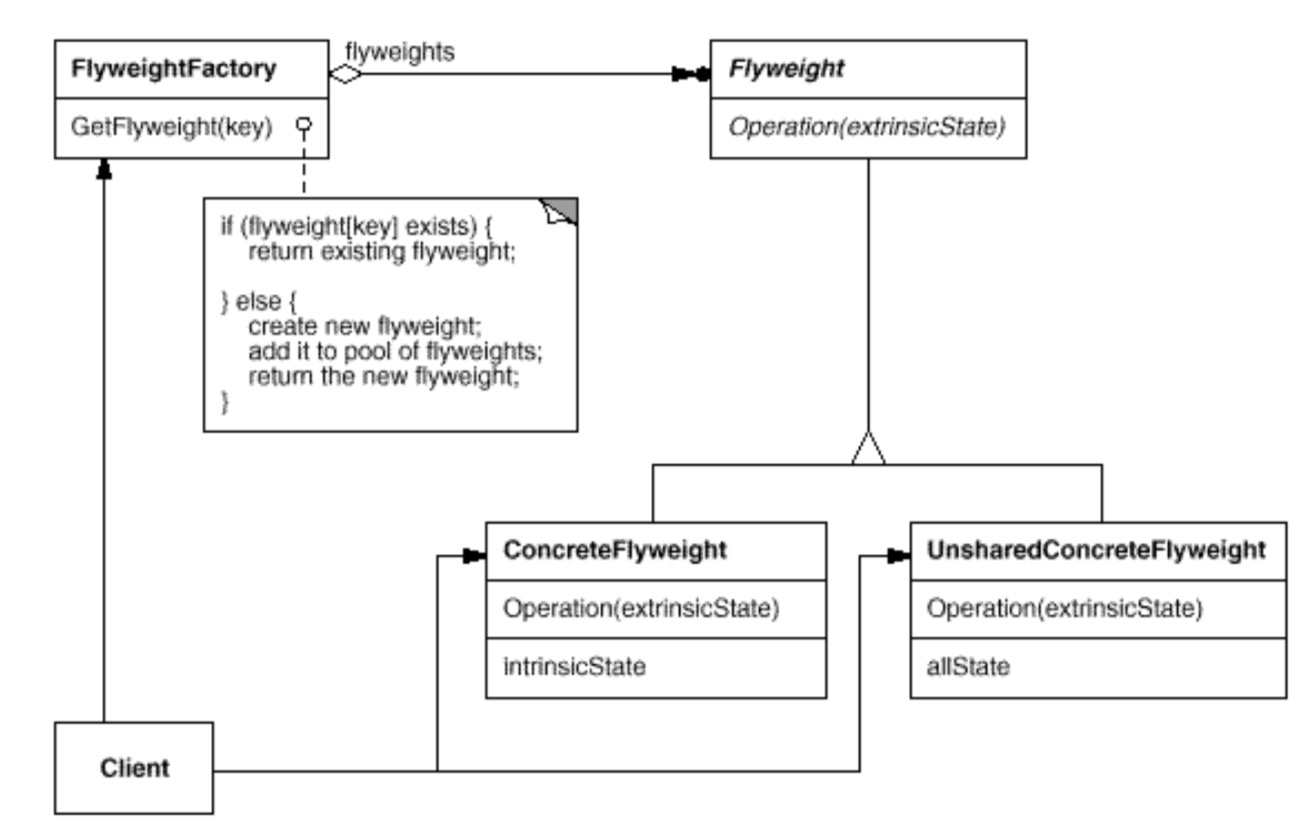 flyweights
FlyweightFactory
GetFlyweight(key)
Flyweight
Operation(extrinsicState)
if (flyweight[key] exists) {
return existing flyweight;
} else {
create new flyweight;
add it to pool of flyweights;
return the new flyweight;
}
ConcreteFlyweight
Operation(extrinsicState)
intrinsicState
UnsharedConcreteFlyweight
Operation(extrinsicState)
allState
Client